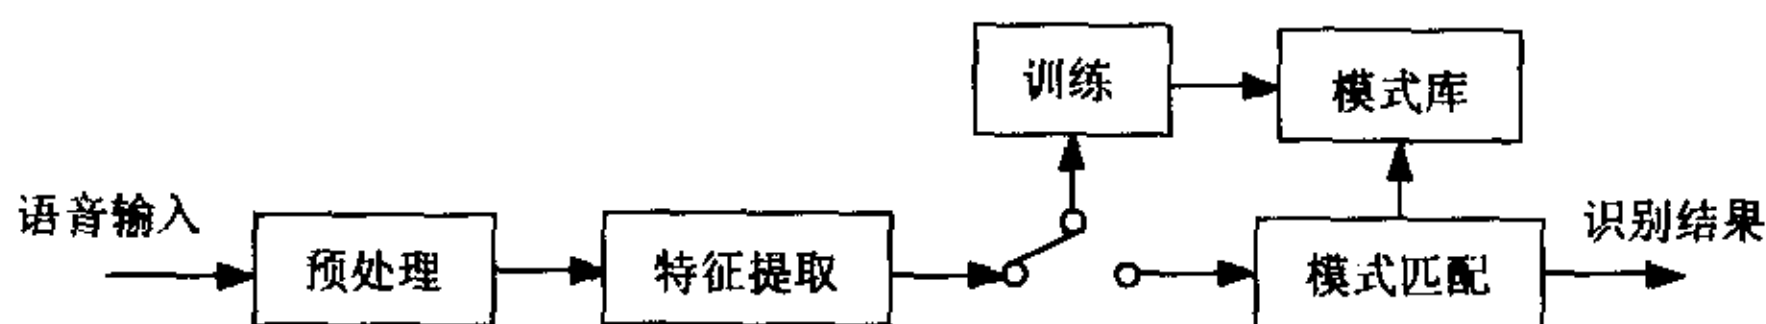 训练
模式库
语音输入
预处理
特征提取
模式匹配
识别结果